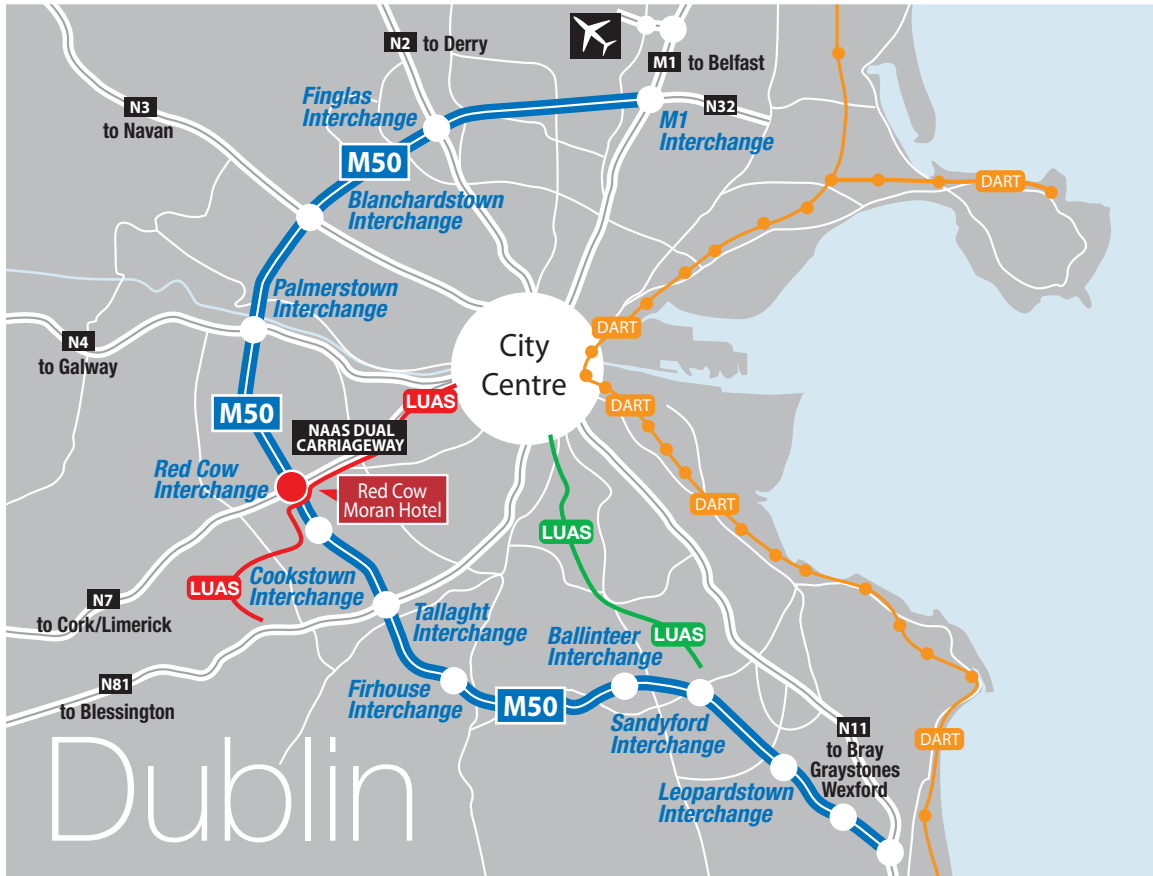 N2 to Derry
M1 to Belfast
N3
to Navan
Finglas
Interchange
N32
M1
Interchange
M50
Blanchardstown
Interchange
DART
Palmerstown
Interchange
N4
to Galway
City
Centre
DART
M50
LUAS
DART
NAAS DUAL
CARRIAGEWAY
Red Cow
Interchange
Red Cow
Moran Hotel
DART
LUAS
LUAS
Cookstown
Interchange
N7
to Cork/Limerick
Tallaght
Interchange
LUAS
Ballinteer
Interchange
N81
to Blessington
Firhouse
Interchange
M50
Sandyford
Interchange
N11
to Bray
Graystones
Wexford
DART
Leopardstown
Interchange
Dublin